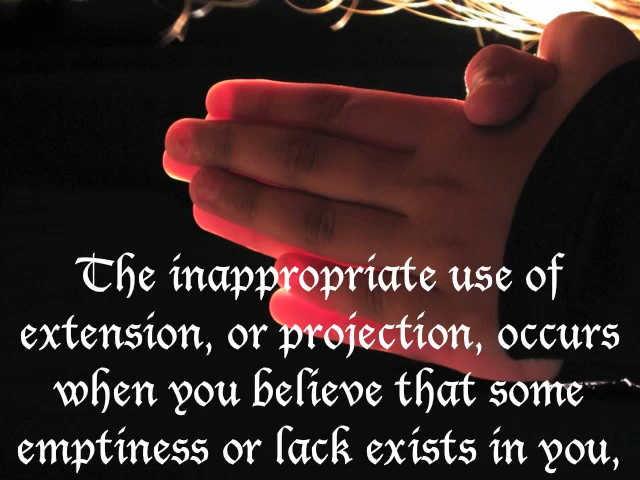 The inappropriate use of
extension, or projection, occurs
when you believe that some
emptiness or lack exists in you,